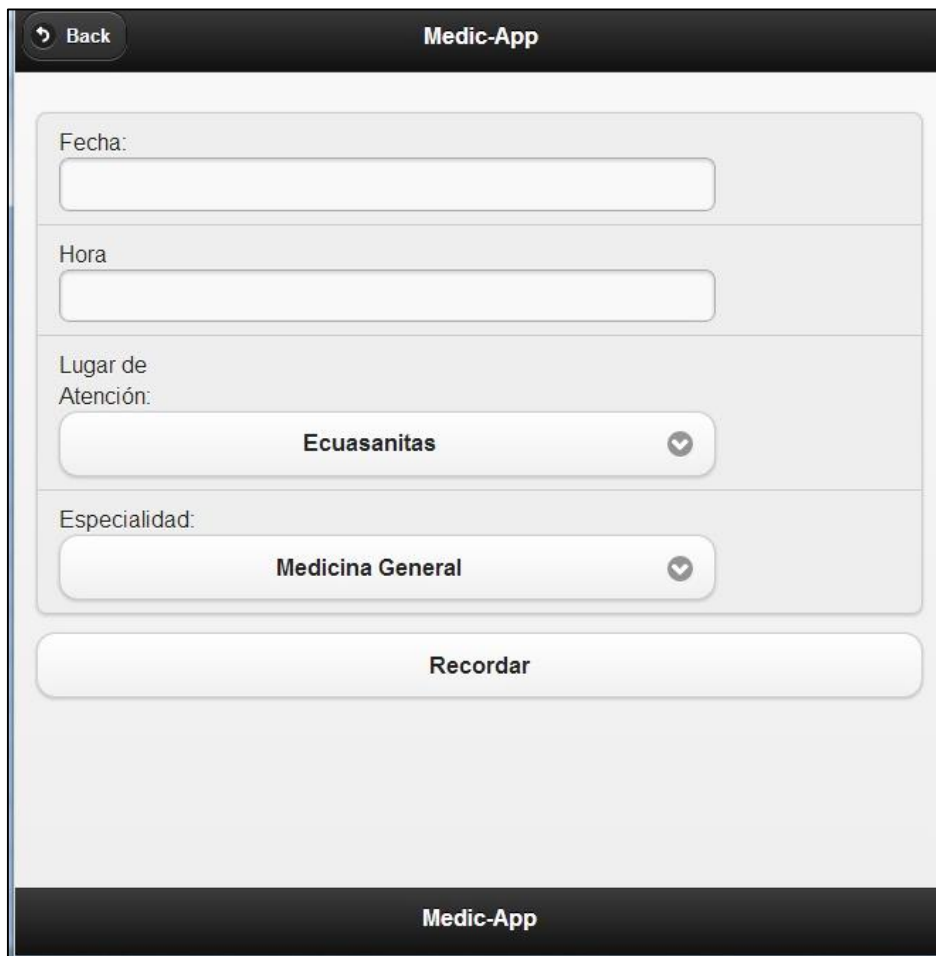 Back
Medic-App
Fecha:
Hora
Lugar de
Atención:
Ecuasanitas
Especialidad:
Medicina General
Recordar
Medic-App